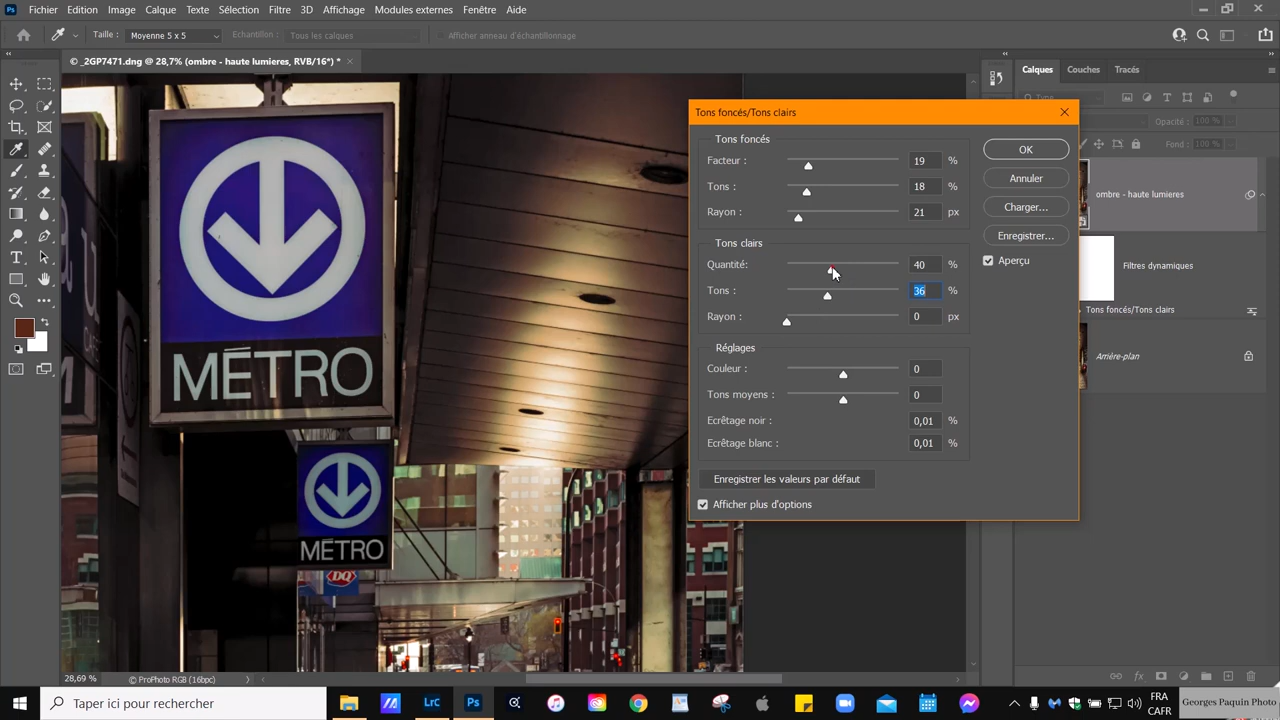 Fichier Edition Image Calque Texte Sélection Filtre 3D Affichage Modules externes Fenêtre Aide
Taille : Moyenne 5 x 5 Echantillon : Tous les calques Afficher anneau d'échantillonnage
© _2GP7471.dng @ 28,7% (ombre - haute lumieres, RVB/16*) *
Calques Couches Tracés
Type
Opacité : 100 %
Fond : 100 %
ombre - haute lumieres
Filtres dynamiques
Tons foncés/Tons clairs
Arrière-plan
Tons foncés/Tons clairs
Tons foncés
Facteur : 19 %
Tons : 18 %
Rayon : 21 px
Tons clairs
Quantité: 40 %
Tons : 36 %
Rayon : 0 px
Réglages
Couleur : 0
Tons moyens : 0
Ecrêtage noir : 0,01 %
Ecrêtage blanc : 0,01 %
Enregistrer les valeurs par défaut
Afficher plus d'options
OK
Annuler
Charger...
Enregistrer...
Aperçu
MÉTRO
MÉTRO
DQ
28,69 % © ProPhoto RGB (16bpc)
Taper ici pour rechercher
Lrc
Ps
FRA
CAFR
Georges Paquin Photo